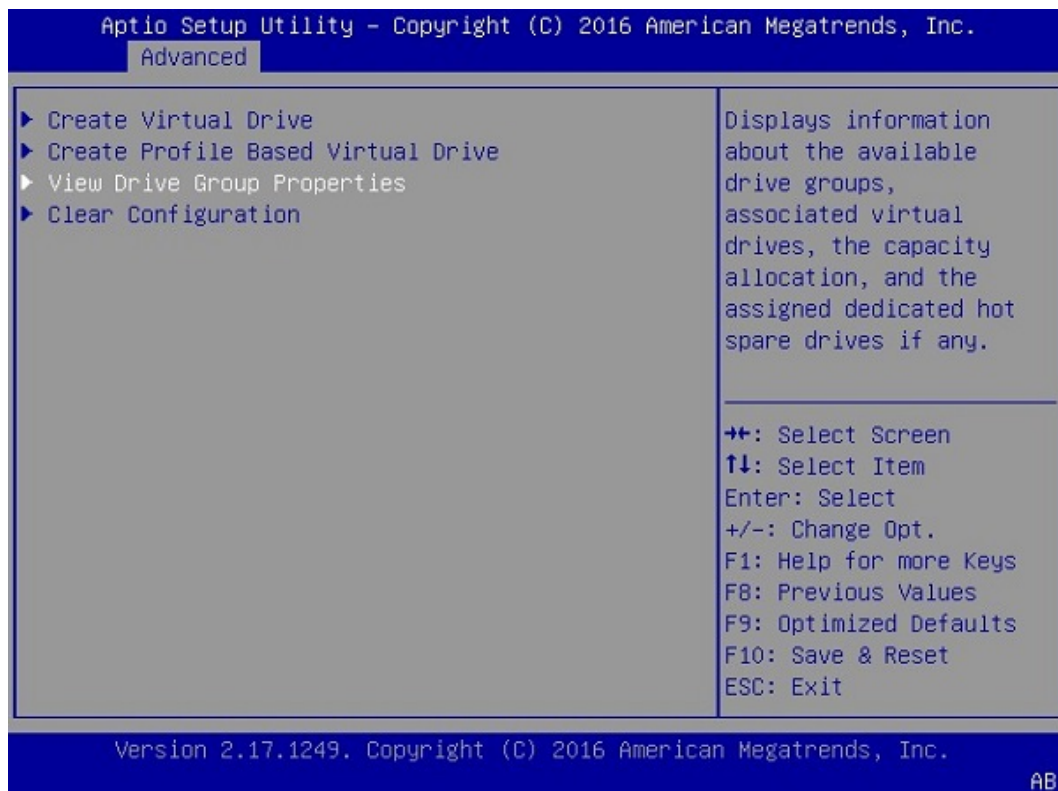 Aptio Setup Utility – Copyright (C) 2016 American Megatrends, Inc.
Advanced
▶ Create Virtual Drive
▶ Create Profile Based Virtual Drive
▶ View Drive Group Properties
▶ Clear Configuration
Displays information
about the available
drive groups,
associated virtual
drives, the capacity
allocation, and the
assigned dedicated hot
spare drives if any.
→←: Select Screen
↑↓: Select Item
Enter: Select
+/-: Change Opt.
F1: Help for more Keys
F8: Previous Values
F9: Optimized Defaults
F10: Save & Reset
ESC: Exit
Version 2.17.1249. Copyright (C) 2016 American Megatrends, Inc.
AB